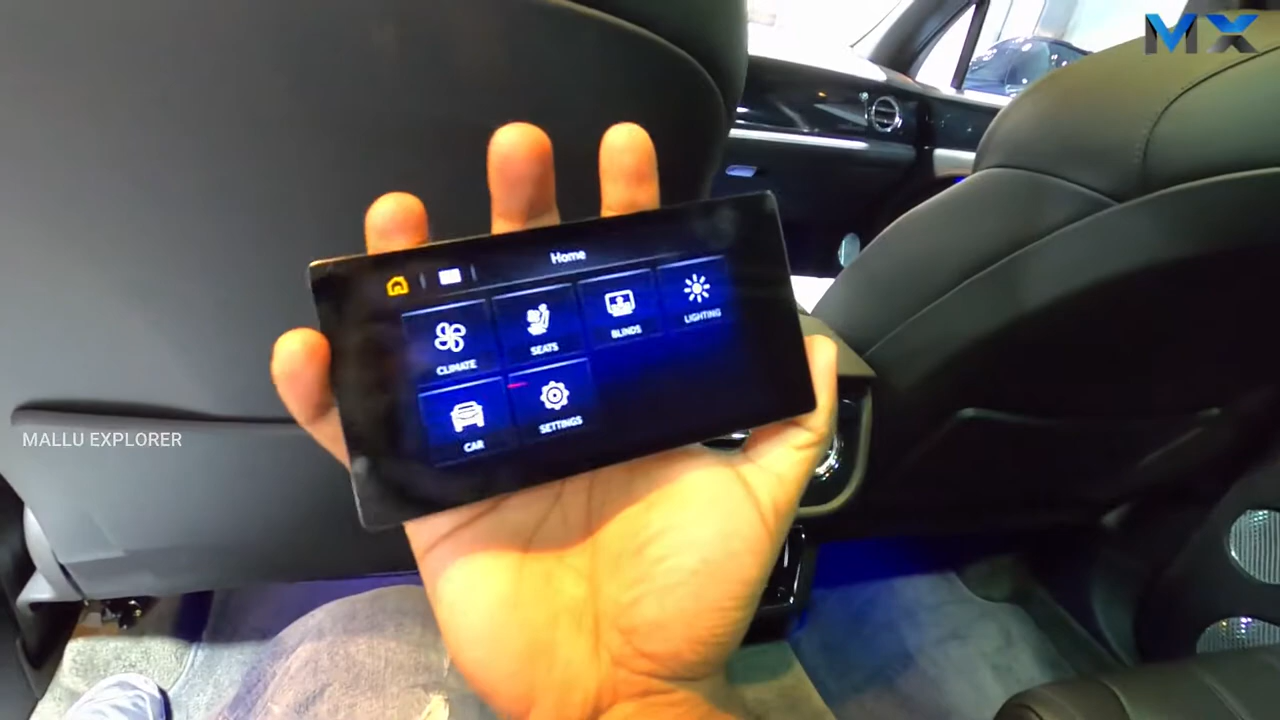 MX
Home
CLIMATE
SEATS
BLINDS
LIGHTING
CAR
SETTINGS
MALLU EXPLORER